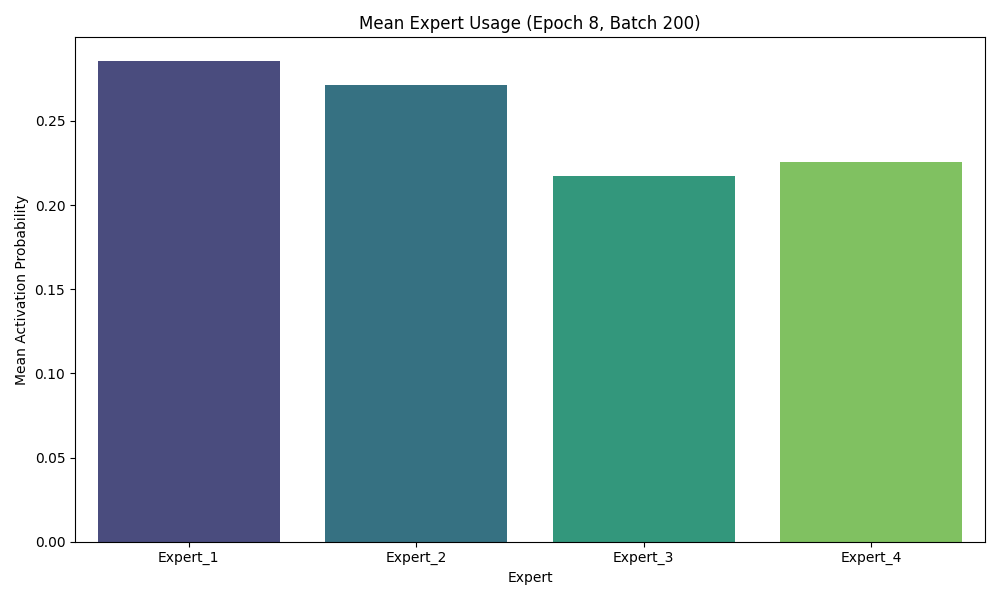 Mean Expert Usage (Epoch 8, Batch 200)
Mean Activation Probability
0.25
0.20
0.15
0.10
0.05
0.00
Expert_1 Expert_2 Expert_3 Expert_4
Expert